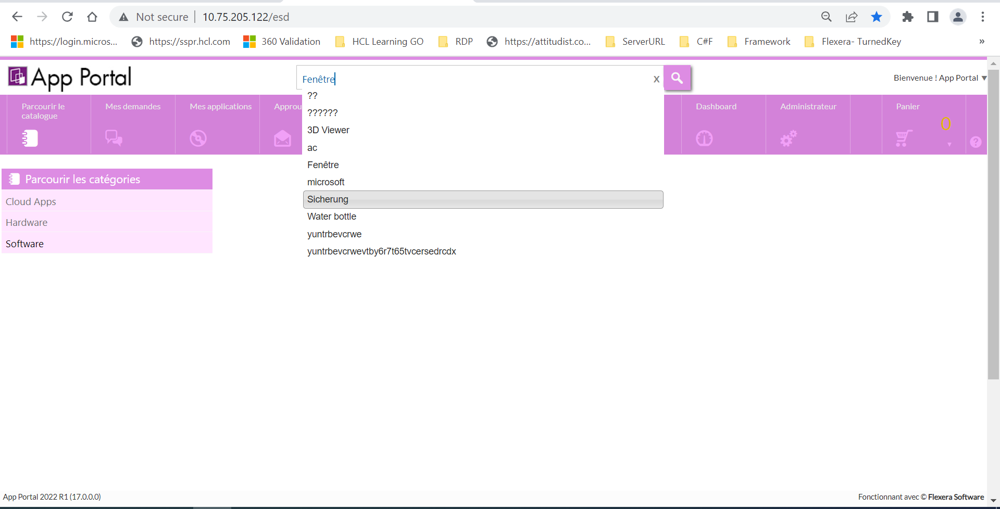 Not secure 10.75.205.122/esd
https://login.micros... https://sspr.hcl.com 360 Validation HCL Learning GO RDP https://attitudist.co... ServerURL C#F Framework Flexera- TurnedKey »
App Portal
Fenêtre X
Bienvenue ! App Portal
Parcourir le
catalogue
Mes demandes
Mes applications
Approu
Dashboard
Administrateur
Panier
0
??
??????
3D Viewer
ac
Fenêtre
microsoft
Sicherung
Water bottle
yuntrbevcrwe
yuntrbevcrwevtby6r7t65tvcersedrcdx
Parcourir les catégories
Cloud Apps
Hardware
Software
App Portal 2022 R1 (17.0.0.0)
Fonctionnant avec © Flexera Software